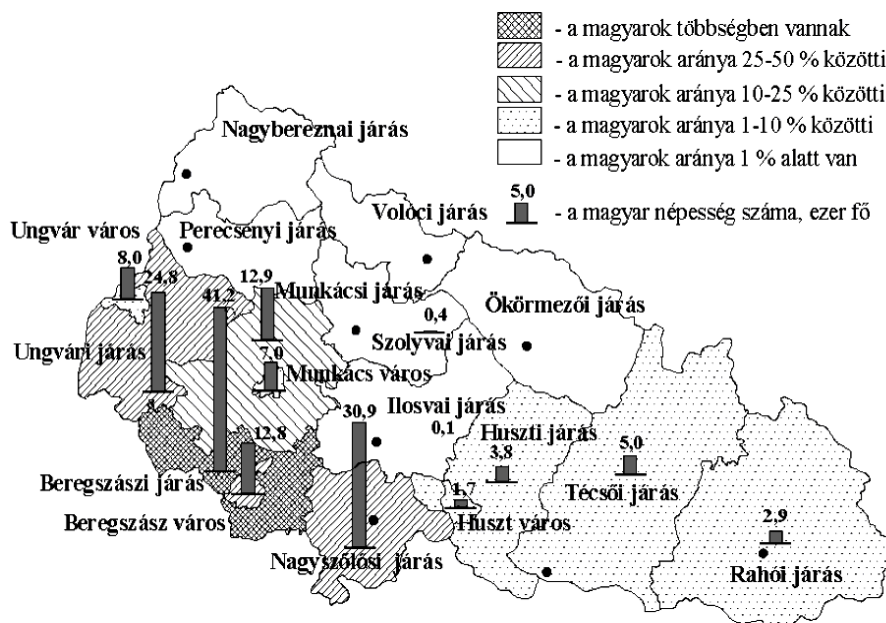 - a magyarok többségben vannak
- a magyarok aránya 25-50 % közötti
- a magyarok aránya 10-25 % közötti
- a magyarok aránya 1-10 % közötti
- a magyarok aránya 1 % alatt van
5,0
- a magyar népesség száma, ezer fő
Nagybereznai járás
Volóci járás
Ungvár város
Perecsenyi járás
8,0
24,8
41,2
12,9
Munkácsi járás
Ökörmezői járás
0,4
Szolyvai járás
Ungvári járás
7,0
Munkács város
Ilosvai járás
30,9
0,1
Huszti járás
12,8
3,8
5,0
Beregszászi járás
1,7
Técsői járás
Beregszász város
Huszt város
2,9
Nagyszőlősi járás
Rahói járás